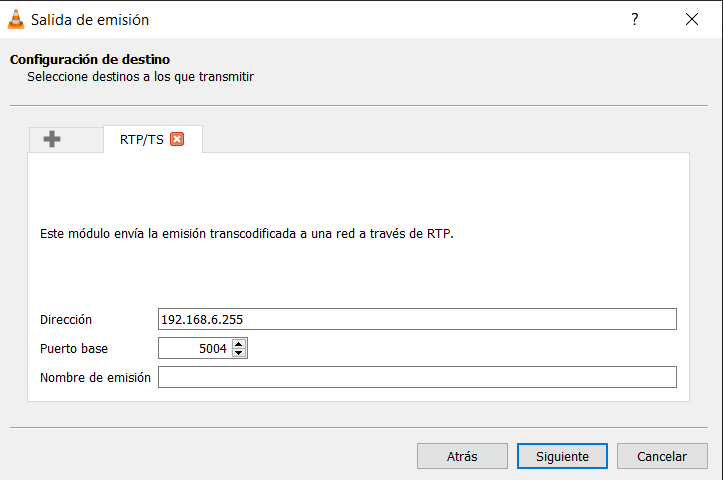 Salida de emisión
?
Configuración de destino
Seleccione destinos a los que transmitir
RTP/TS
Este módulo envía la emisión transcodificada a una red a través de RTP.
Dirección 192.168.6.255
Puerto base 5004
Nombre de emisión
Atrás Siguiente Cancelar